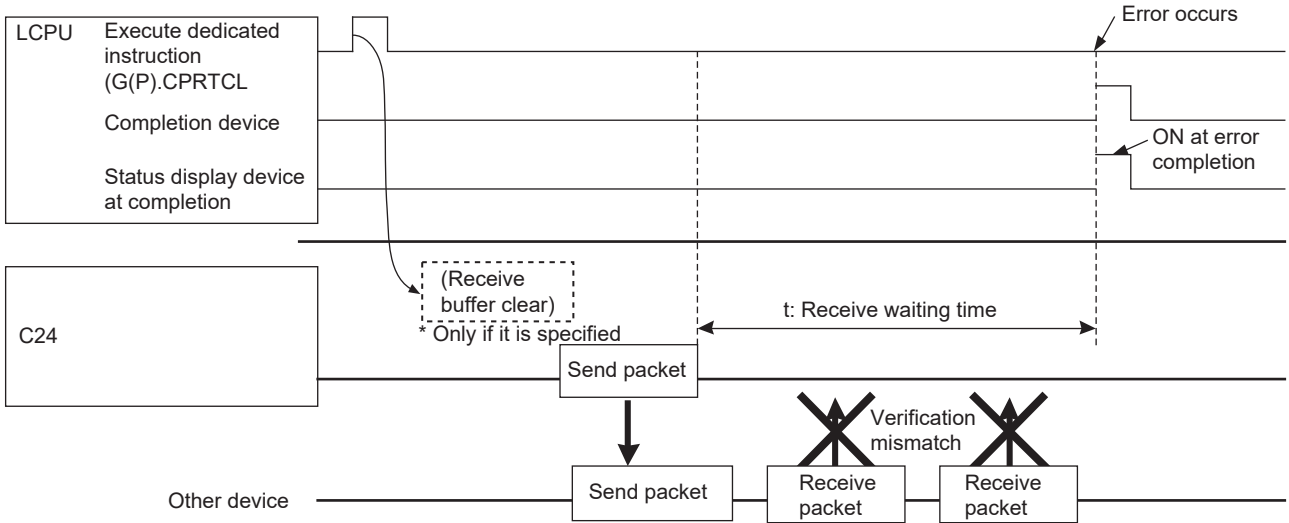 Error occurs
LCPU
Execute dedicated
instruction
(G(P).CPRTCL
Completion device
ON at error
completion
Status display device
at completion
(Receive
buffer clear)
* Only if it is specified
t: Receive waiting time
C24
Send packet
Verification
mismatch
Other device
Send packet
Receive
packet
Receive
packet